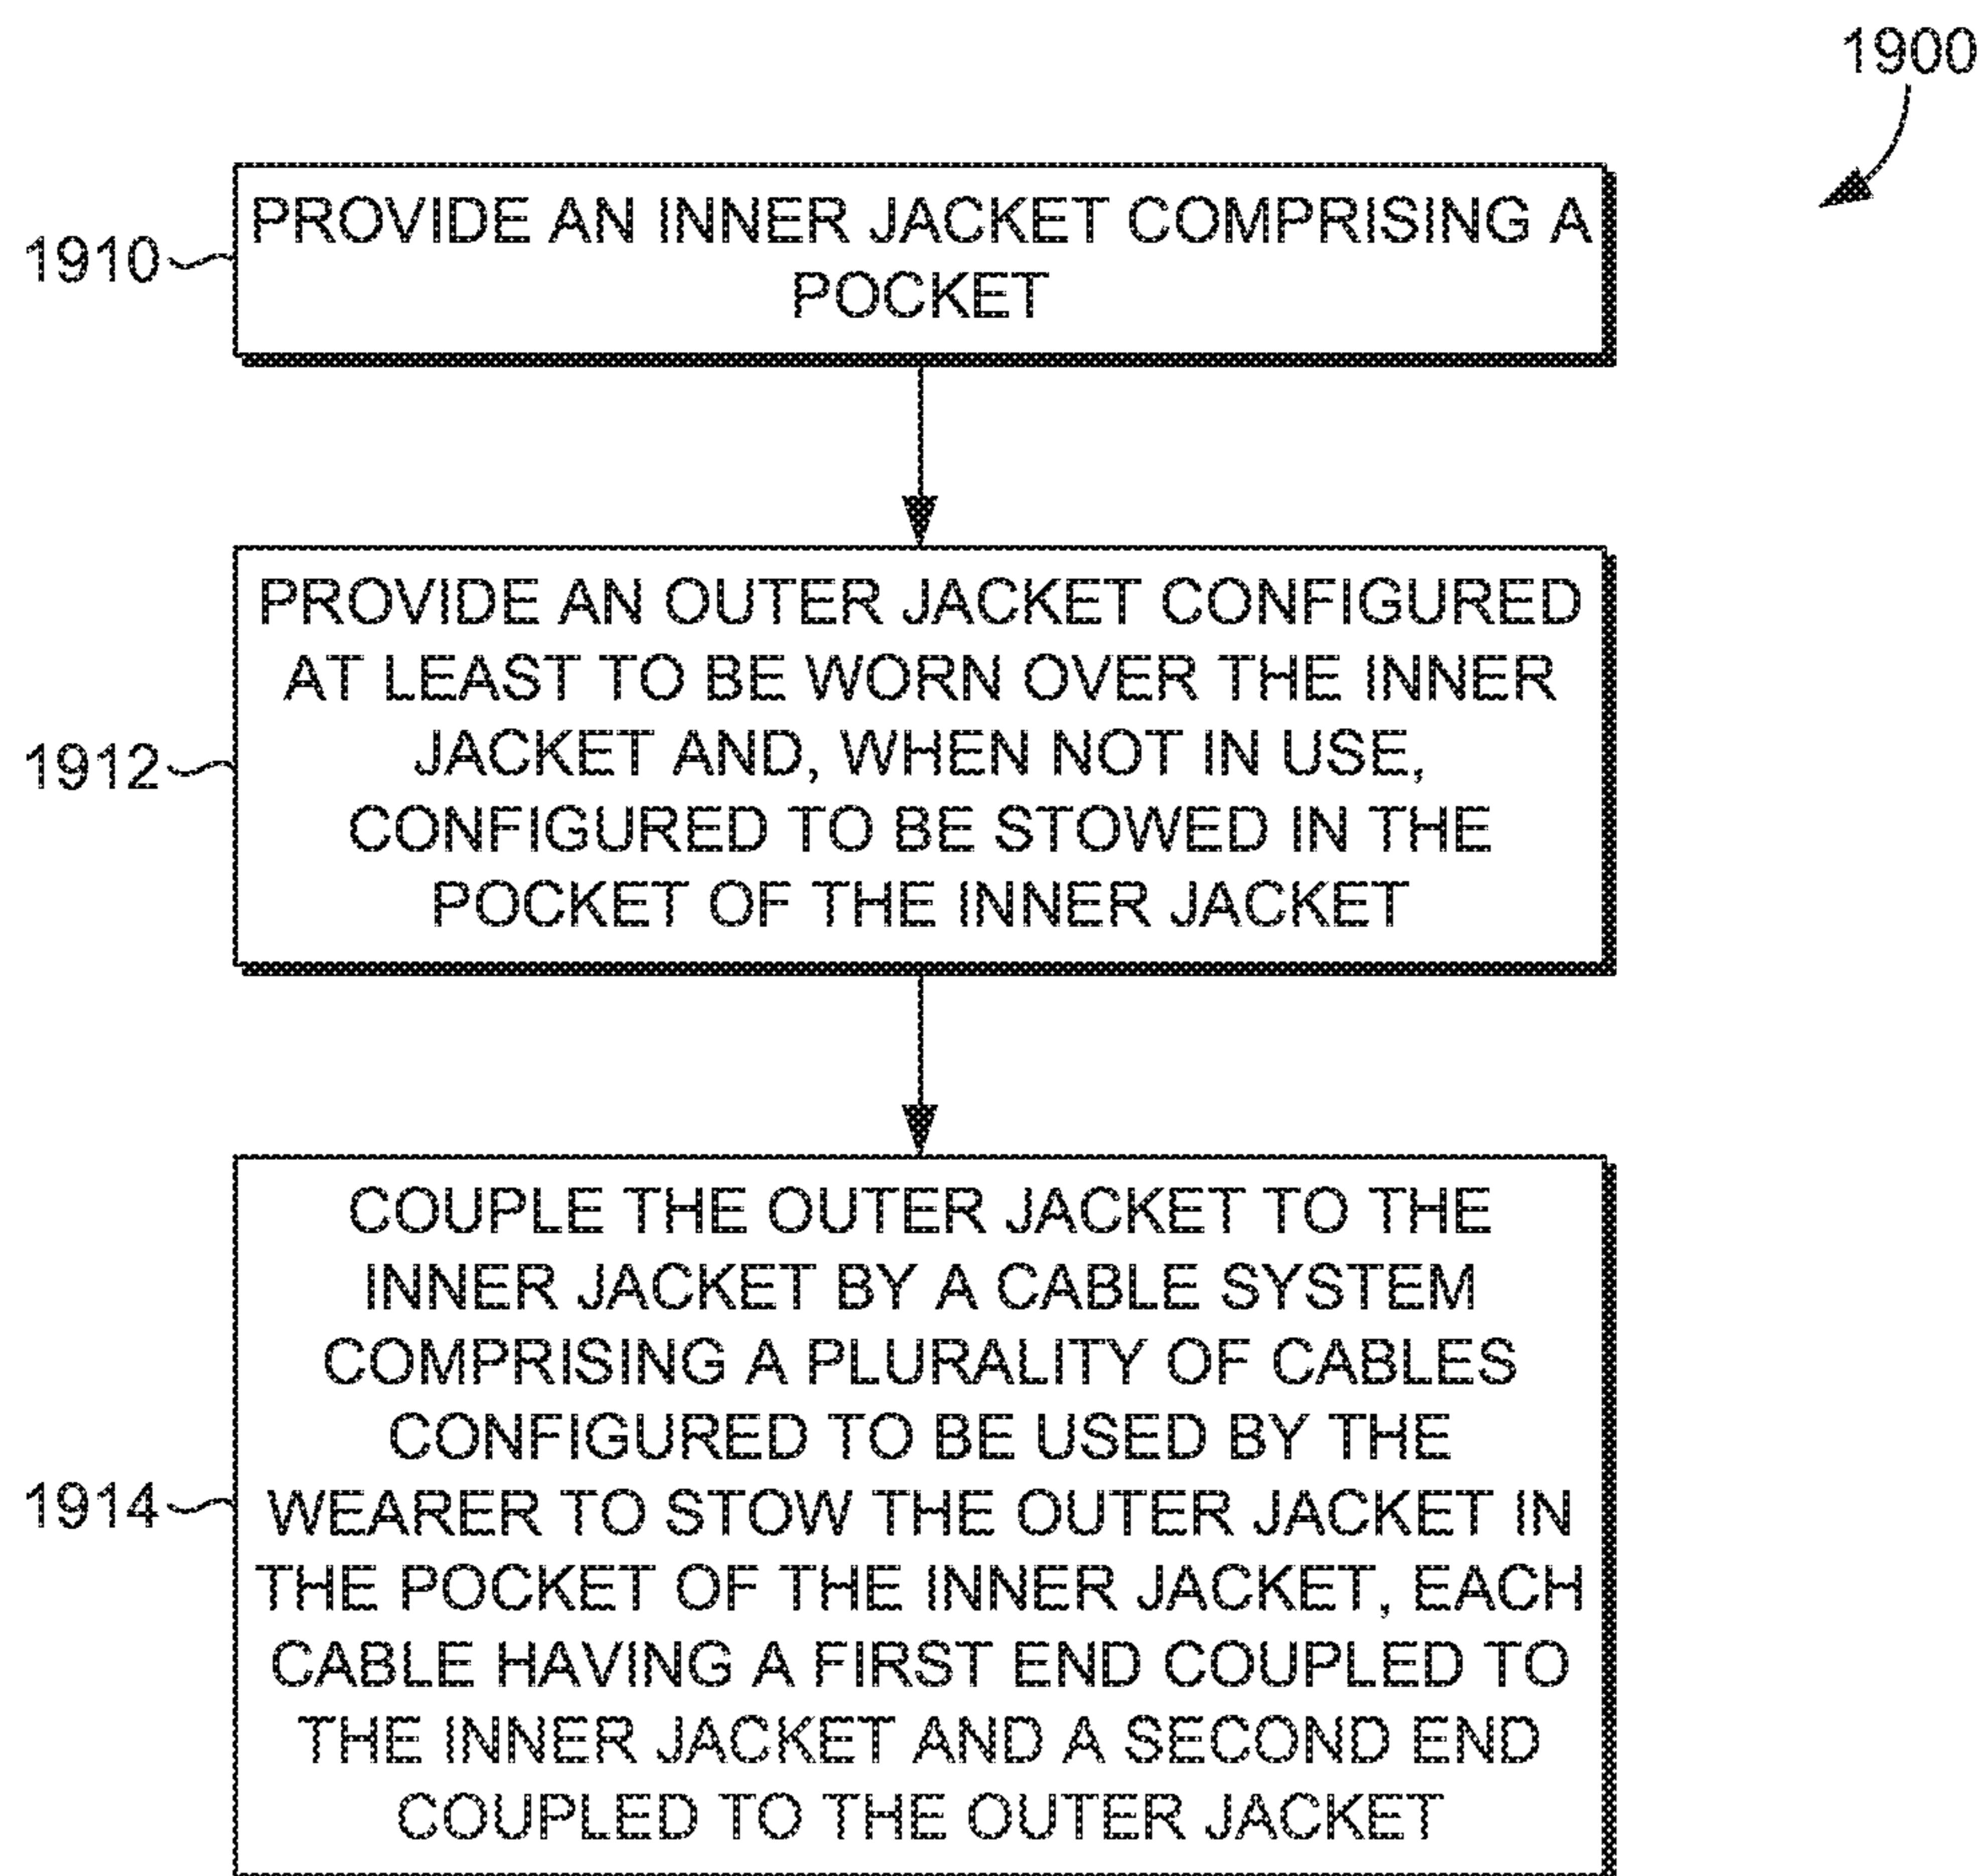 1900
1910
PROVIDE AN INNER JACKET COMPRISING A
POCKET
1912
PROVIDE AN OUTER JACKET CONFIGURED
AT LEAST TO BE WORN OVER THE INNER
JACKET AND, WHEN NOT IN USE,
CONFIGURED TO BE STOWED IN THE
POCKET OF THE INNER JACKET
1914
COUPLE THE OUTER JACKET TO THE
INNER JACKET BY A CABLE SYSTEM
COMPRISING A PLURALITY OF CABLES
CONFIGURED TO BE USED BY THE
WEARER TO STOW THE OUTER JACKET IN
THE POCKET OF THE INNER JACKET, EACH
CABLE HAVING A FIRST END COUPLED TO
THE INNER JACKET AND A SECOND END
COUPLED TO THE OUTER JACKET